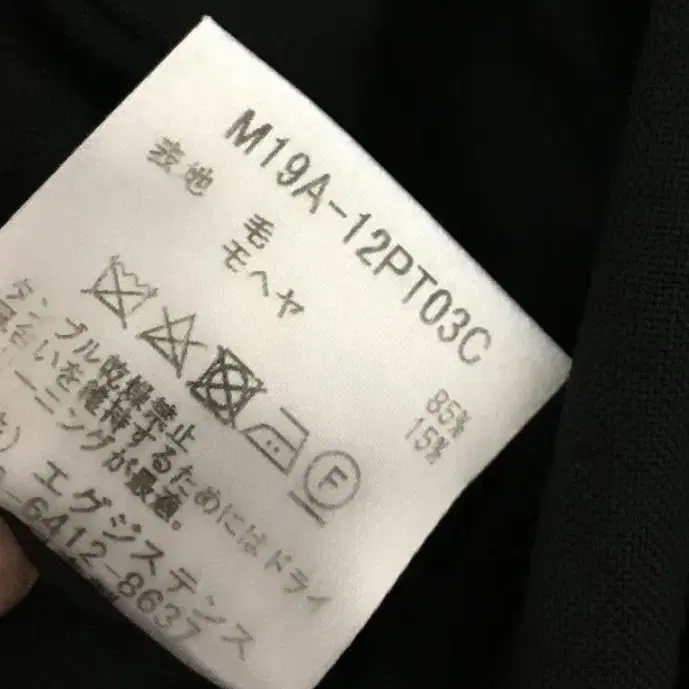 M19A-12PT03C
表地 毛 85%
モヘヤ 15%
F
タンブル乾燥禁止
風合いを維持するためにはドライ
クリーニングが最適。
エグジステンス
6412-8637